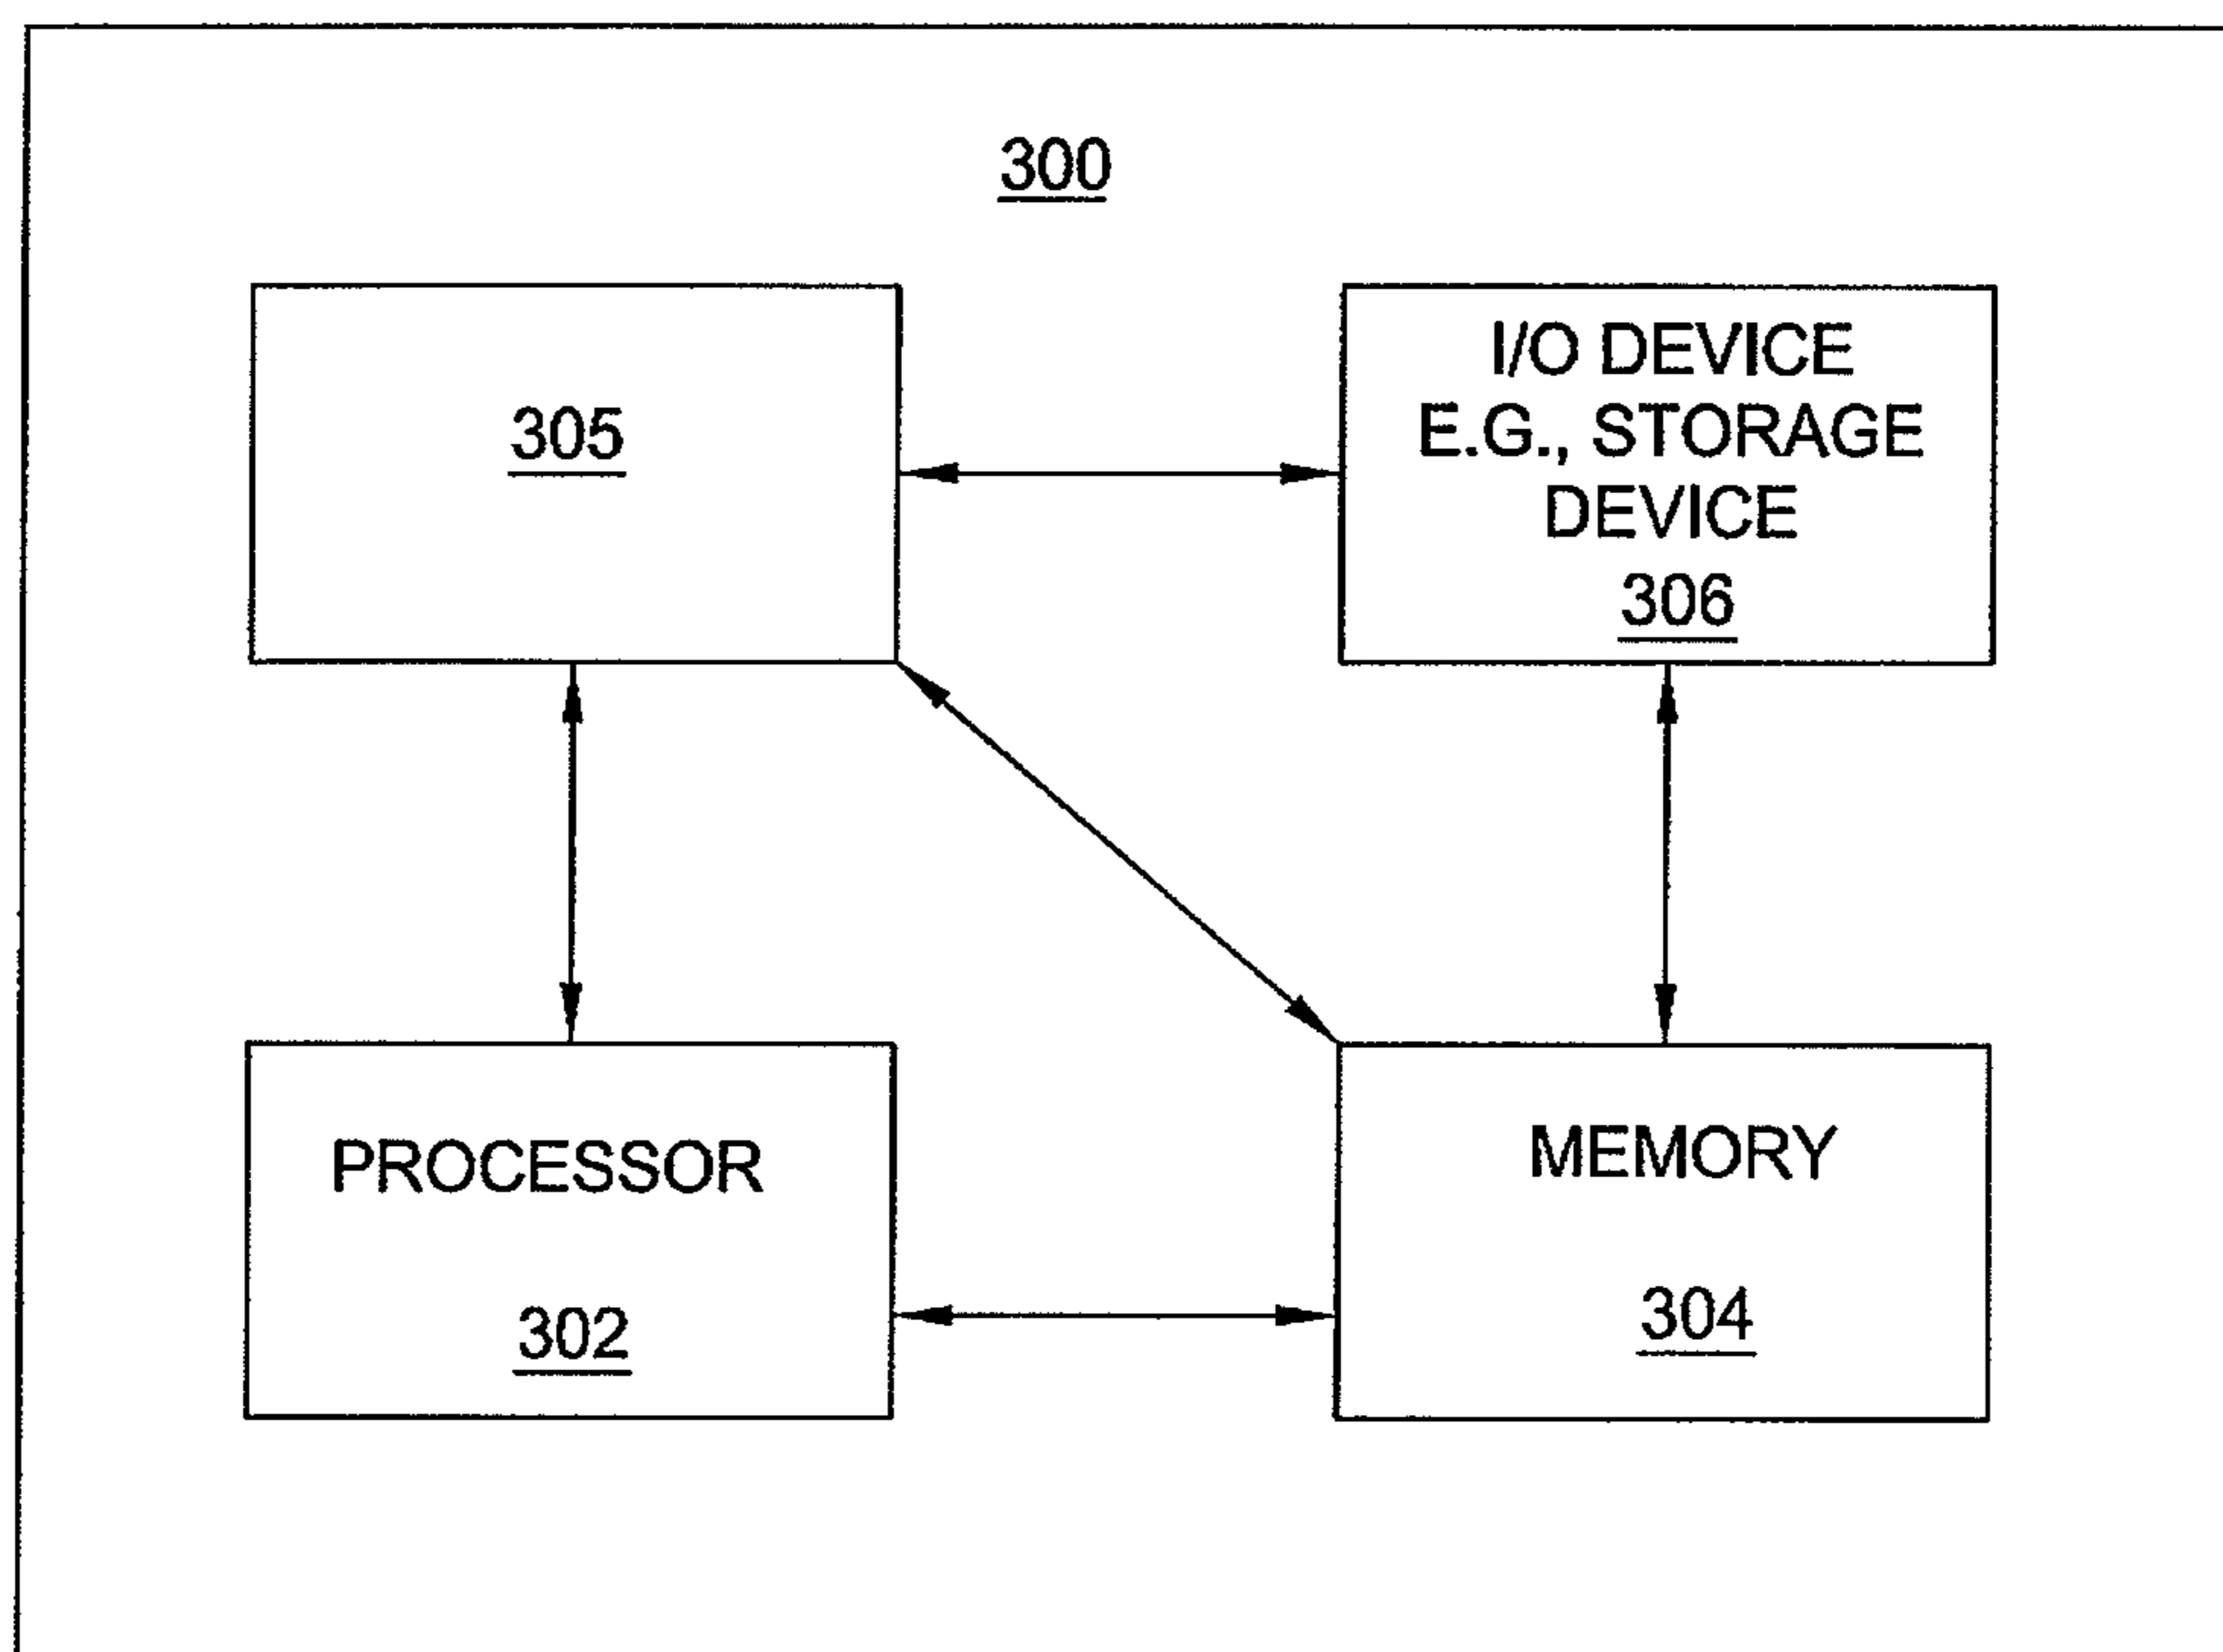 300
305
I/O DEVICE
E.G., STORAGE
DEVICE
306
PROCESSOR
302
MEMORY
304